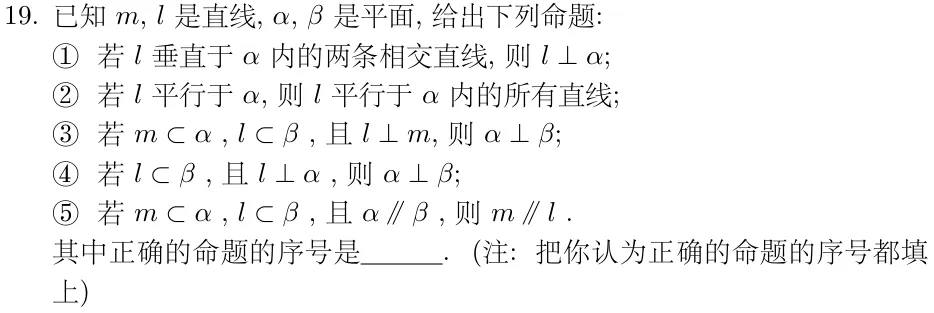 19. 已知 m, l 是直线, α, β 是平面, 给出下列命题:
① 若 l 垂直于 α 内的两条相交直线, 则 l ⊥ α;
② 若 l 平行于 α, 则 l 平行于 α 内的所有直线;
③ 若 m ⊂ α , l ⊂ β , 且 l ⊥ m, 则 α ⊥ β;
④ 若 l ⊂ β , 且 l ⊥ α , 则 α ⊥ β;
⑤ 若 m ⊂ α , l ⊂ β , 且 α ∥ β , 则 m ∥ l .
其中正确的命题的序号是______. (注: 把你认为正确的命题的序号都填
上)